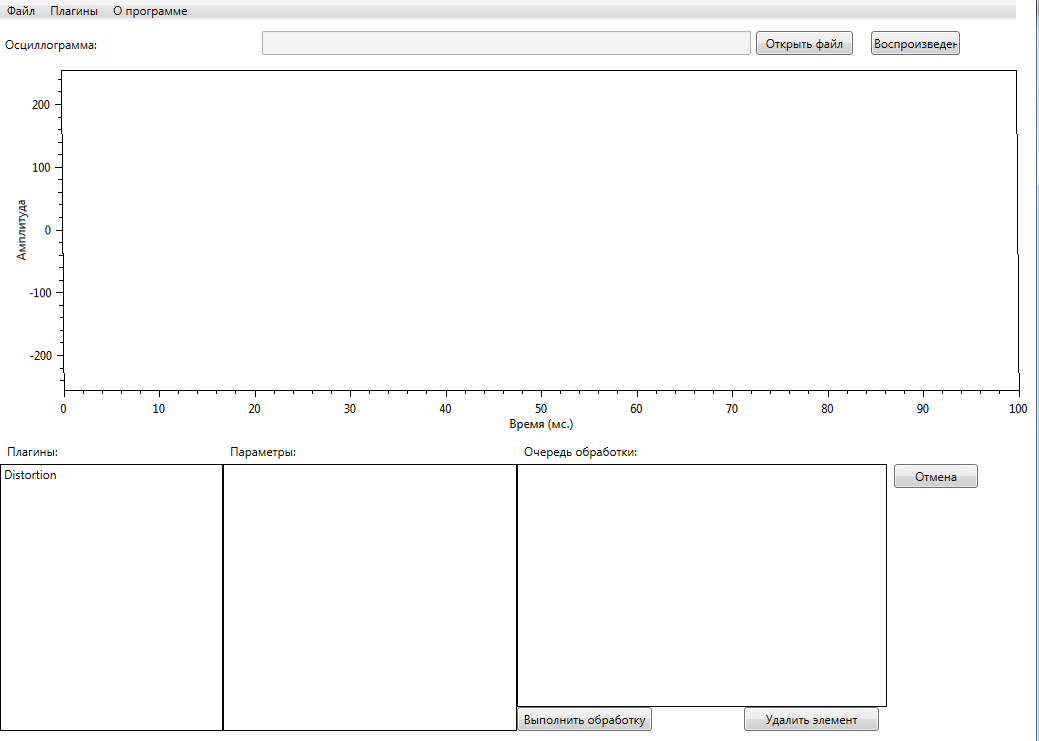 Файл Плагины О программе
Осциллограмма: Открыть файл Воспроизведен
200
100
0
-100
-200
Амплитуда
0 10 20 30 40 50 60 70 80 90 100
Время (мс.)
Плагины: Параметры: Очередь обработки:
Distortion Отмена
Выполнить обработку Удалить элемент